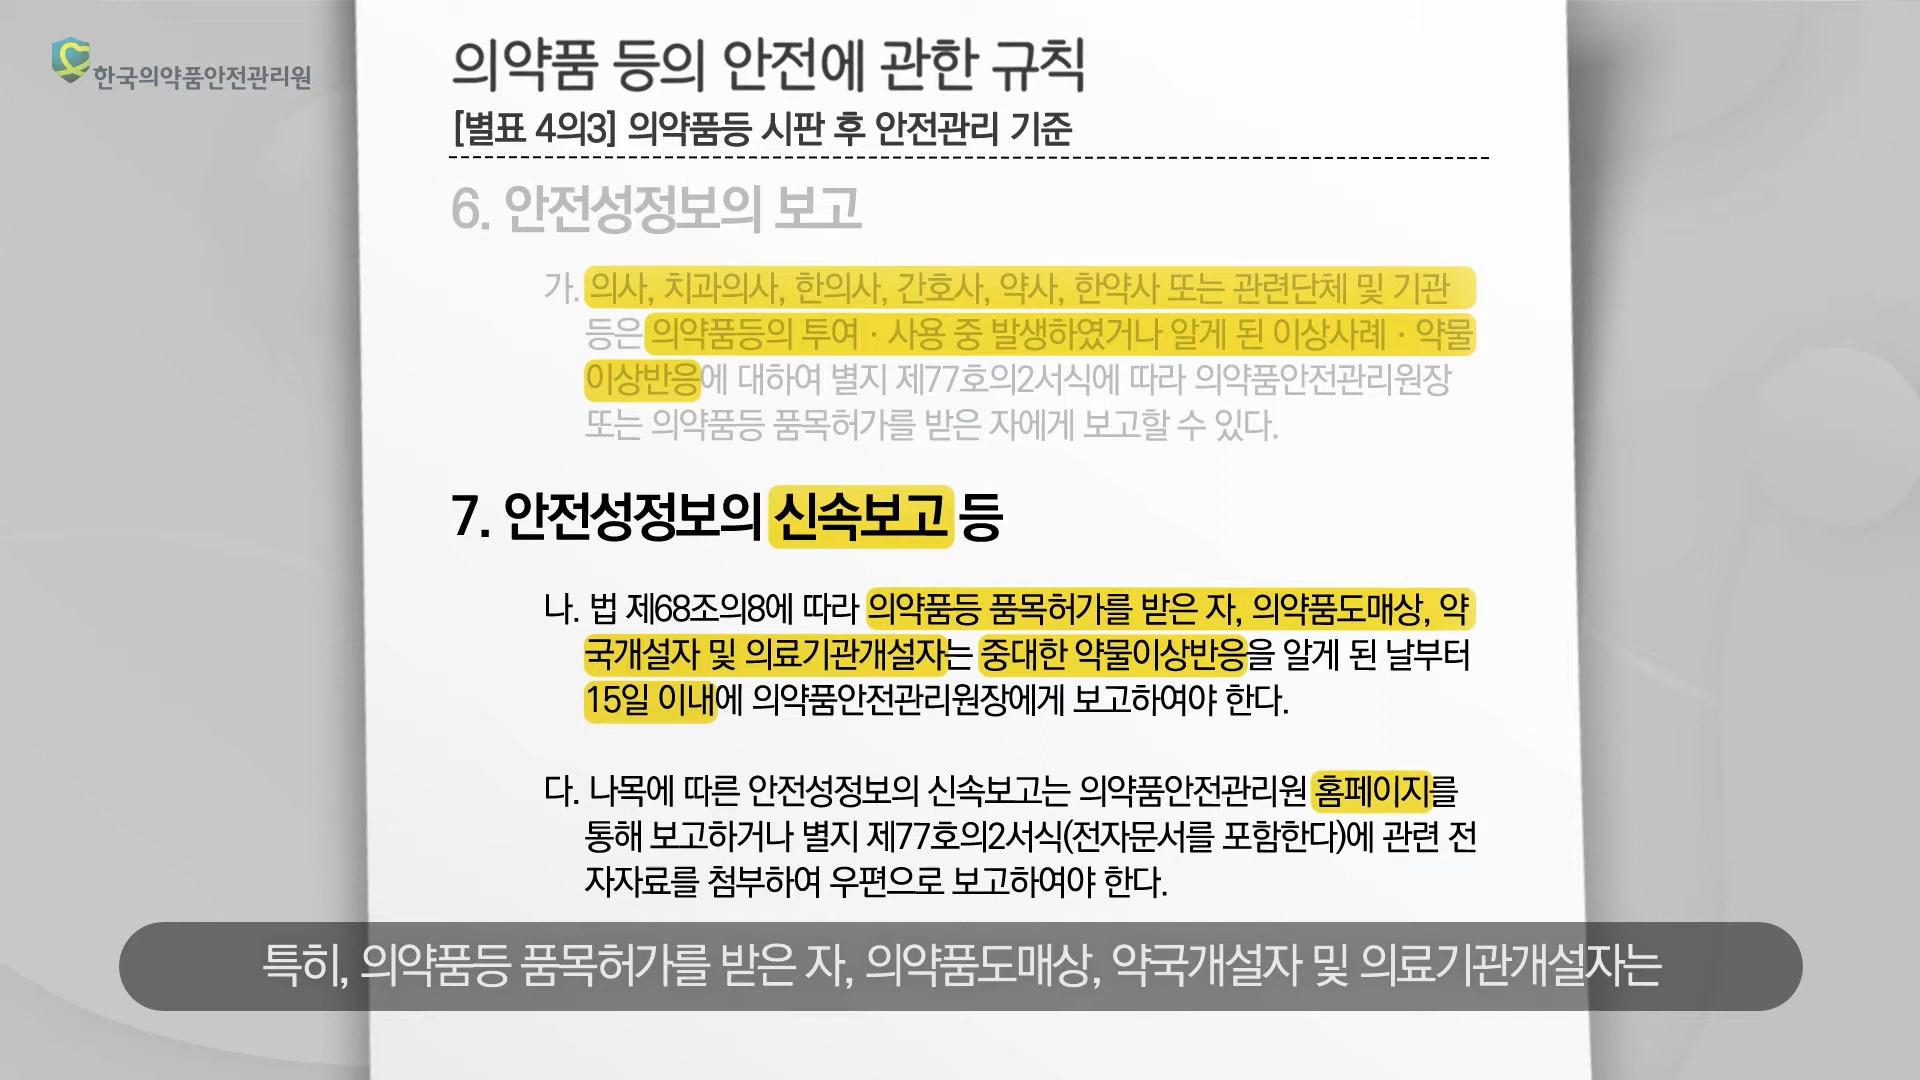 한국의약품안전관리원
의약품 등의 안전에 관한 규칙
[별표 4의3] 의약품등 시판 후 안전관리 기준
6. 안전성정보의 보고
가. 의사, 치과의사, 한의사, 간호사, 약사, 한약사 또는 관련단체 및 기관
등은 의약품등의 투여 · 사용 중 발생하였거나 알게 된 이상사례 · 약물
이상반응에 대하여 별지 제77호의2서식에 따라 의약품안전관리원장
또는 의약품등 품목허가를 받은 자에게 보고할 수 있다.
7. 안전성정보의 신속보고 등
나. 법 제68조의8에 따라 의약품등 품목허가를 받은 자, 의약품도매상, 약
국개설자 및 의료기관개설자는 중대한 약물이상반응을 알게 된 날부터
15일 이내에 의약품안전관리원장에게 보고하여야 한다.
다. 나목에 따른 안전성정보의 신속보고는 의약품안전관리원 홈페이지를
통해 보고하거나 별지 제77호의2서식(전자문서를 포함한다)에 관련 전
자자료를 첨부하여 우편으로 보고하여야 한다.
특히, 의약품등 품목허가를 받은 자, 의약품도매상, 약국개설자 및 의료기관개설자는